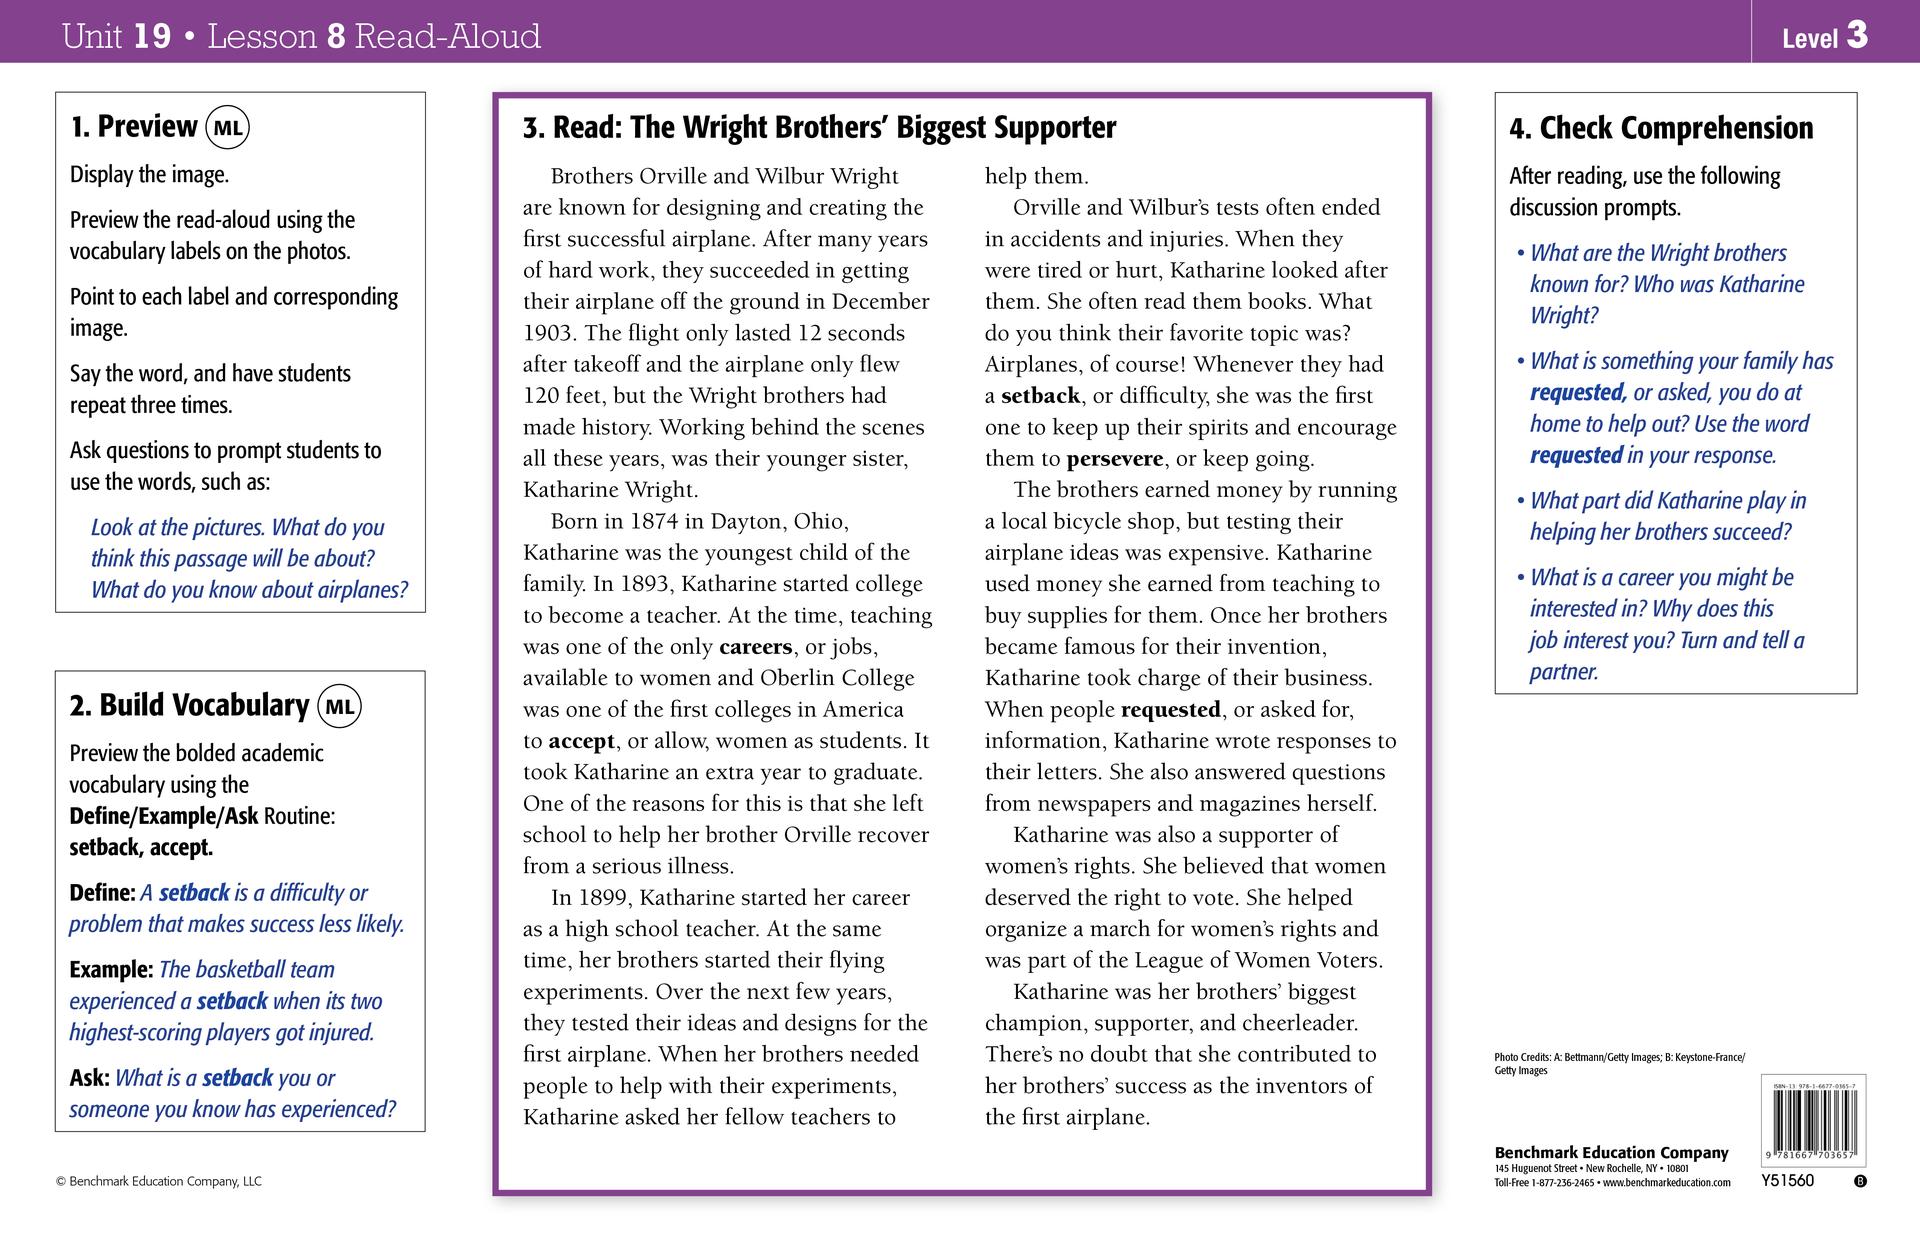 Unit 19 • Lesson 8 Read-Aloud
Level 3
1. Preview ML
Display the image.
Preview the read-aloud using the
vocabulary labels on the photos.
Point to each label and corresponding
image.
Say the word, and have students
repeat three times.
Ask questions to prompt students to
use the words, such as:
Look at the pictures. What do you
think this passage will be about?
What do you know about airplanes?
2. Build Vocabulary ML
Preview the bolded academic
vocabulary using the
Define/Example/Ask Routine:
setback, accept.
Define: A setback is a difficulty or
problem that makes success less likely.
Example: The basketball team
experienced a setback when its two
highest-scoring players got injured.
Ask: What is a setback you or
someone you know has experienced?
© Benchmark Education Company, LLC
3. Read: The Wright Brothers’ Biggest Supporter
Brothers Orville and Wilbur Wright
are known for designing and creating the
first successful airplane. After many years
of hard work, they succeeded in getting
their airplane off the ground in December
1903. The flight only lasted 12 seconds
after takeoff and the airplane only flew
120 feet, but the Wright brothers had
made history. Working behind the scenes
all these years, was their younger sister,
Katharine Wright.
Born in 1874 in Dayton, Ohio,
Katharine was the youngest child of the
family. In 1893, Katharine started college
to become a teacher. At the time, teaching
was one of the only careers, or jobs,
available to women and Oberlin College
was one of the first colleges in America
to accept, or allow, women as students. It
took Katharine an extra year to graduate.
One of the reasons for this is that she left
school to help her brother Orville recover
from a serious illness.
In 1899, Katharine started her career
as a high school teacher. At the same
time, her brothers started their flying
experiments. Over the next few years,
they tested their ideas and designs for the
first airplane. When her brothers needed
people to help with their experiments,
Katharine asked her fellow teachers to
help them.
Orville and Wilbur’s tests often ended
in accidents and injuries. When they
were tired or hurt, Katharine looked after
them. She often read them books. What
do you think their favorite topic was?
Airplanes, of course! Whenever they had
a setback, or difficulty, she was the first
one to keep up their spirits and encourage
them to persevere, or keep going.
The brothers earned money by running
a local bicycle shop, but testing their
airplane ideas was expensive. Katharine
used money she earned from teaching to
buy supplies for them. Once her brothers
became famous for their invention,
Katharine took charge of their business.
When people requested, or asked for,
information, Katharine wrote responses to
their letters. She also answered questions
from newspapers and magazines herself.
Katharine was also a supporter of
women’s rights. She believed that women
deserved the right to vote. She helped
organize a march for women’s rights and
was part of the League of Women Voters.
Katharine was her brothers’ biggest
champion, supporter, and cheerleader.
There’s no doubt that she contributed to
her brothers’ success as the inventors of
the first airplane.
4. Check Comprehension
After reading, use the following
discussion prompts.
• What are the Wright brothers
known for? Who was Katharine
Wright?
• What is something your family has
requested, or asked, you do at
home to help out? Use the word
requested in your response.
• What part did Katharine play in
helping her brothers succeed?
• What is a career you might be
interested in? Why does this
job interest you? Turn and tell a
partner.
Photo Credits: A: Bettmann/Getty Images; B: Keystone-France/
Getty Images
Benchmark Education Company
145 Huguenot Street • New Rochelle, NY • 10801
Toll-Free 1-877-236-2465 • www.benchmarkeducation.com
ISBN-13 978-1-6677-0365-7
9 781667 703657
Y51560
B